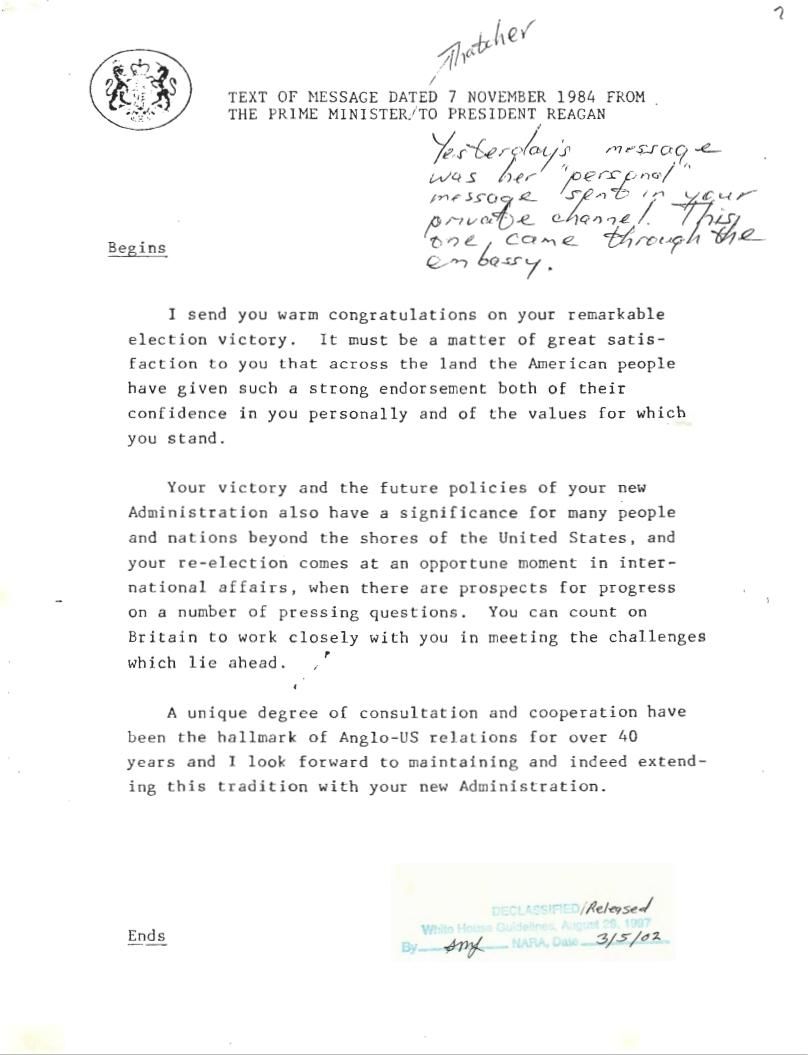 ?
Thatcher
TEXT OF MESSAGE DATED 7 NOVEMBER 1984 FROM
THE PRIME MINISTER/TO PRESIDENT REAGAN
Yesterday's message
was her "personal"
message sent in your
private channel. This
one came through the
embassy.
Begins
I send you warm congratulations on your remarkable
election victory. It must be a matter of great satis-
faction to you that across the land the American people
have given such a strong endorsement both of their
confidence in you personally and of the values for which
you stand.
Your victory and the future policies of your new
Administration also have a significance for many people
and nations beyond the shores of the United States, and
your re-election comes at an opportune moment in inter-
national affairs, when there are prospects for progress
on a number of pressing questions. You can count on
Britain to work closely with you in meeting the challenges
which lie ahead.
A unique degree of consultation and cooperation have
been the hallmark of Anglo-US relations for over 40
years and I look forward to maintaining and indeed extend-
ing this tradition with your new Administration.
DECLASSIFIED/Released
White House Guidelines, August 28, 1997
By smf NARA, Date 3/5/02
Ends